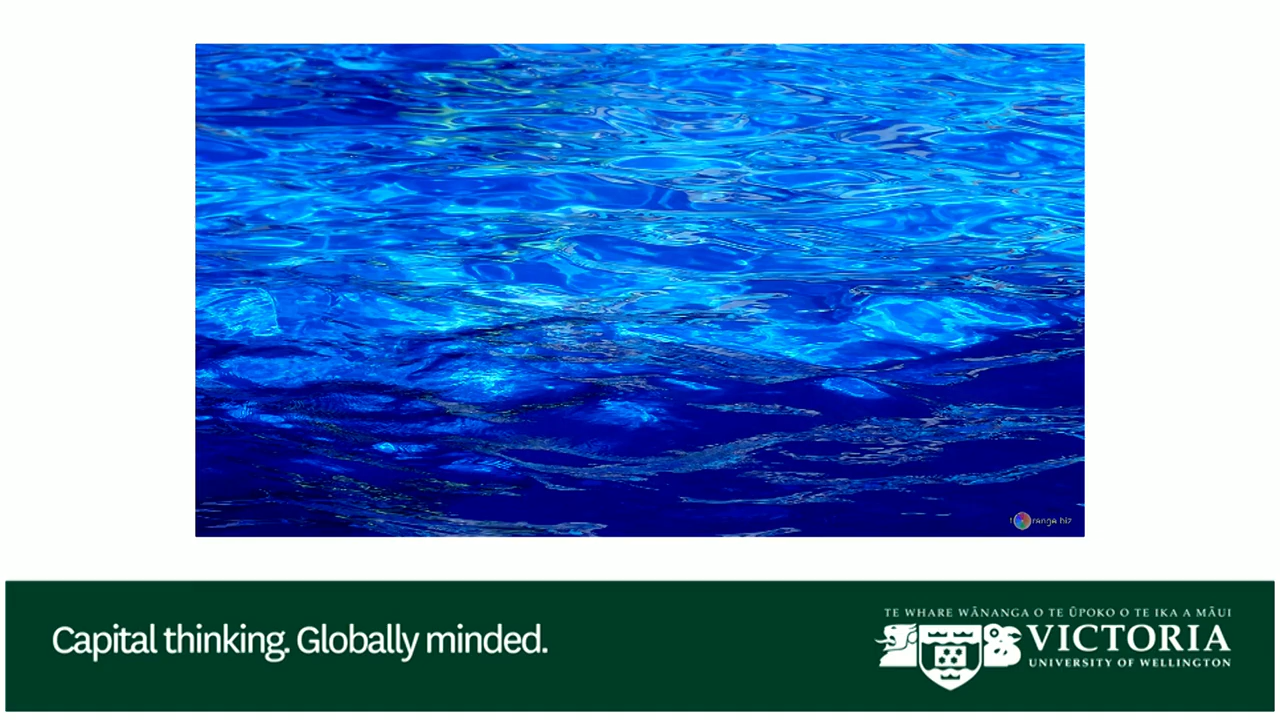 Capital thinking. Globally minded.
TE WHARE WĀNANGA O TE ŪPOKO O TE IKA A MĀUI
VICTORIA
UNIVERSITY OF WELLINGTON